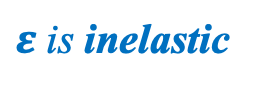 ε is inelastic